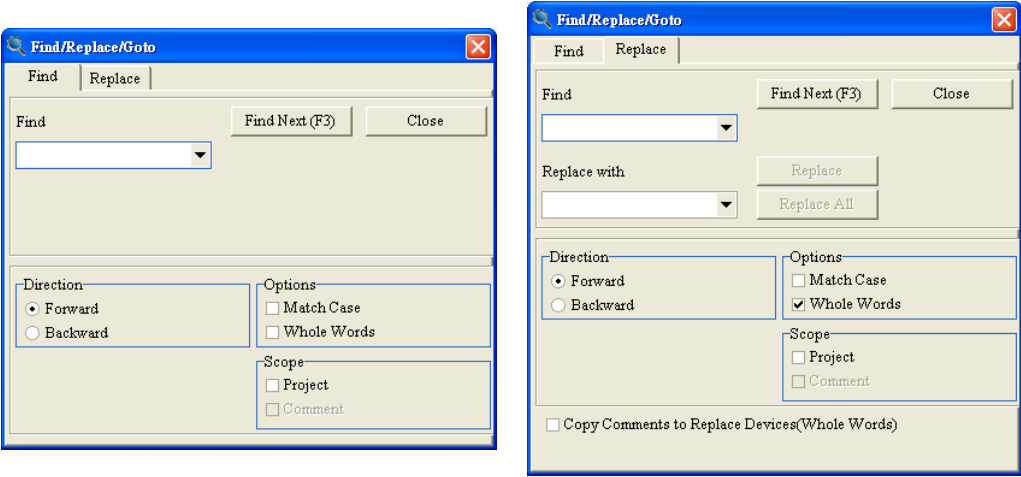 Find/Replace/Goto
Find Replace
Find
Find Next (F3) Close
Direction
Forward
Backward
Options
Match Case
Whole Words
Scope
Project
Comment
Find/Replace/Goto
Find Replace
Find
Find Next (F3) Close
Replace with
Replace
Replace All
Direction
Forward
Backward
Options
Match Case
Whole Words
Scope
Project
Comment
Copy Comments to Replace Devices(Whole Words)